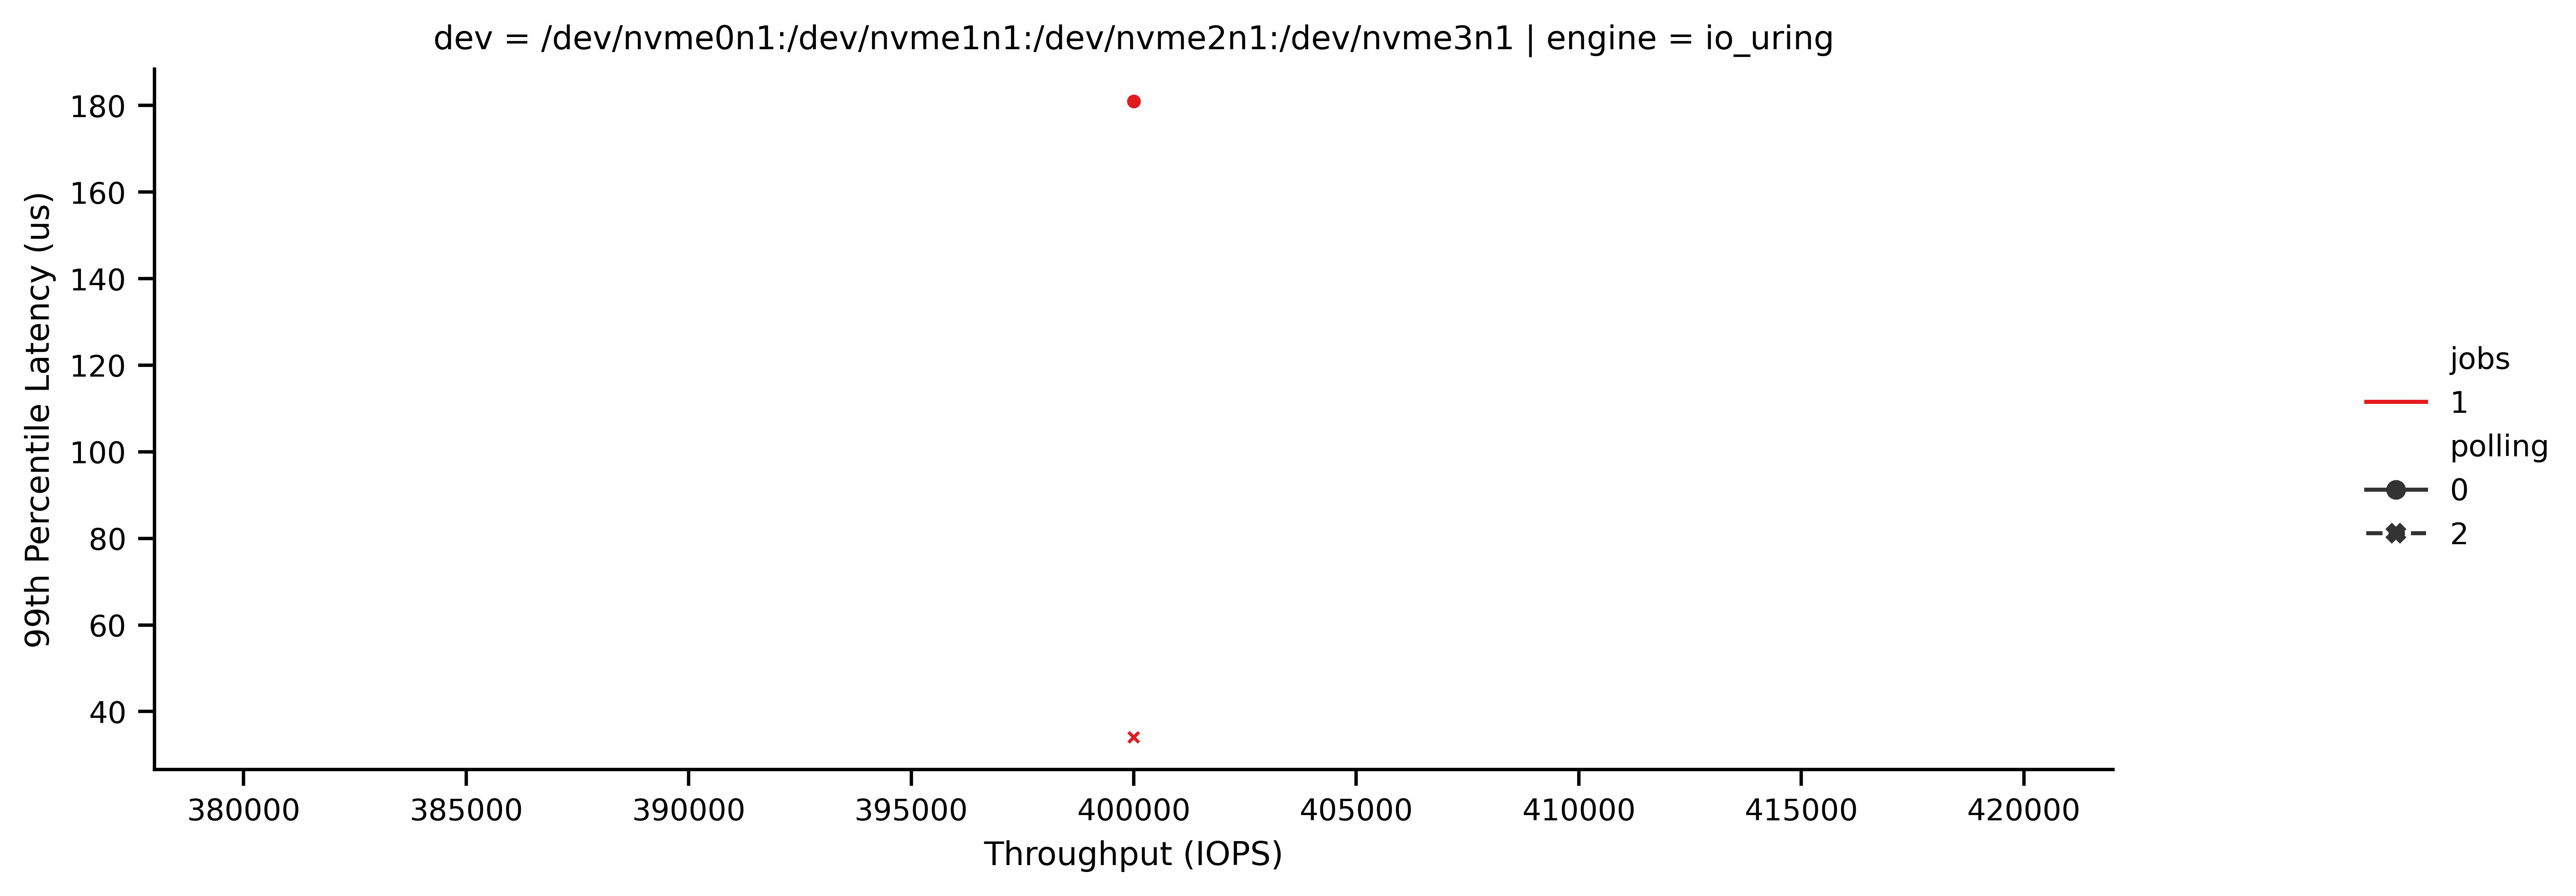 dev = /dev/nvme0n1:/dev/nvme1n1:/dev/nvme2n1:/dev/nvme3n1 | engine = io_uring
99th Percentile Latency (us)
180
160
140
120
100
80
60
40
380000 385000 390000 395000 400000 405000 410000 415000 420000
Throughput (IOPS)
jobs
1
polling
0
2